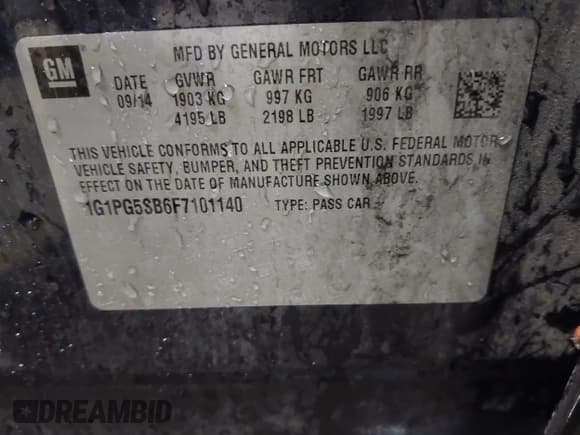 GM
MFD BY GENERAL MOTORS LLC
DATE GVWR GAWR FRT GAWR RR
09/14 1903 KG 997 KG 906 KG
4195 LB 2198 LB 1997 LB
THIS VEHICLE CONFORMS TO ALL APPLICABLE U.S. FEDERAL MOTOR
VEHICLE SAFETY, BUMPER, AND THEFT PREVENTION STANDARDS IN
EFFECT ON THE DATE OF MANUFACTURE SHOWN ABOVE.
1G1PG5SB6F7101140 TYPE: PASS CAR
DREAMBID